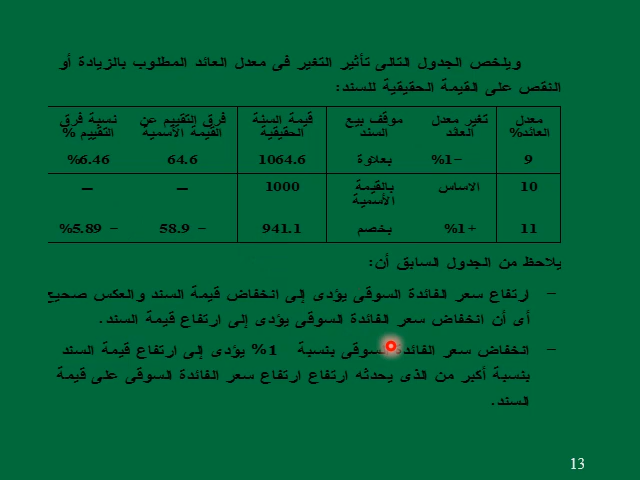 ويلخص الجدول التالى تأثير التغير فى معدل العائد المطلوب بالزيادة أو
النقص على القيمة الحقيقية للسند:
معدل العائد% تغير معدل العائد موقف بيع السند قيمة السنة الحقيقية فرق التقييم عن القيمة الأسمية نسبة فرق التقييم %
9 %1− بعلاوة 1064.6 64.6 %6.46
10 الاساس بالقيمة الأسمية 1000 — —
11 %1+ بخصم 941.1 58.9 − %5.89 −
يلاحظ من الجدول السابق أن:
− ارتفاع سعر الفائدة السوقى يؤدى إلى انخفاض قيمة السند والعكس صحيح
أى أن انخفاض سعر الفائدة السوقى يؤدى إلى ارتفاع قيمة السند.
− انخفاض سعر الفائدة السوقى بنسبة 1% يؤدى إلى ارتفاع قيمة السند
بنسبة أكبر من الذى يحدثه ارتفاع ارتفاع سعر الفائدة السوقى على قيمة
السند.
13